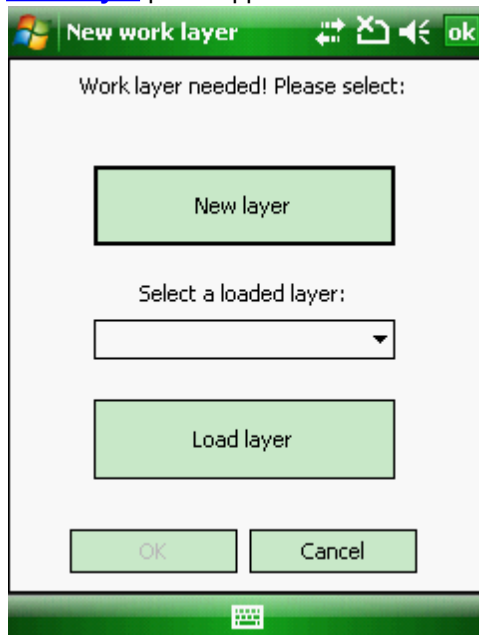 New work layer ok
Work layer needed! Please select:
New layer
Select a loaded layer:
Load layer
OK Cancel